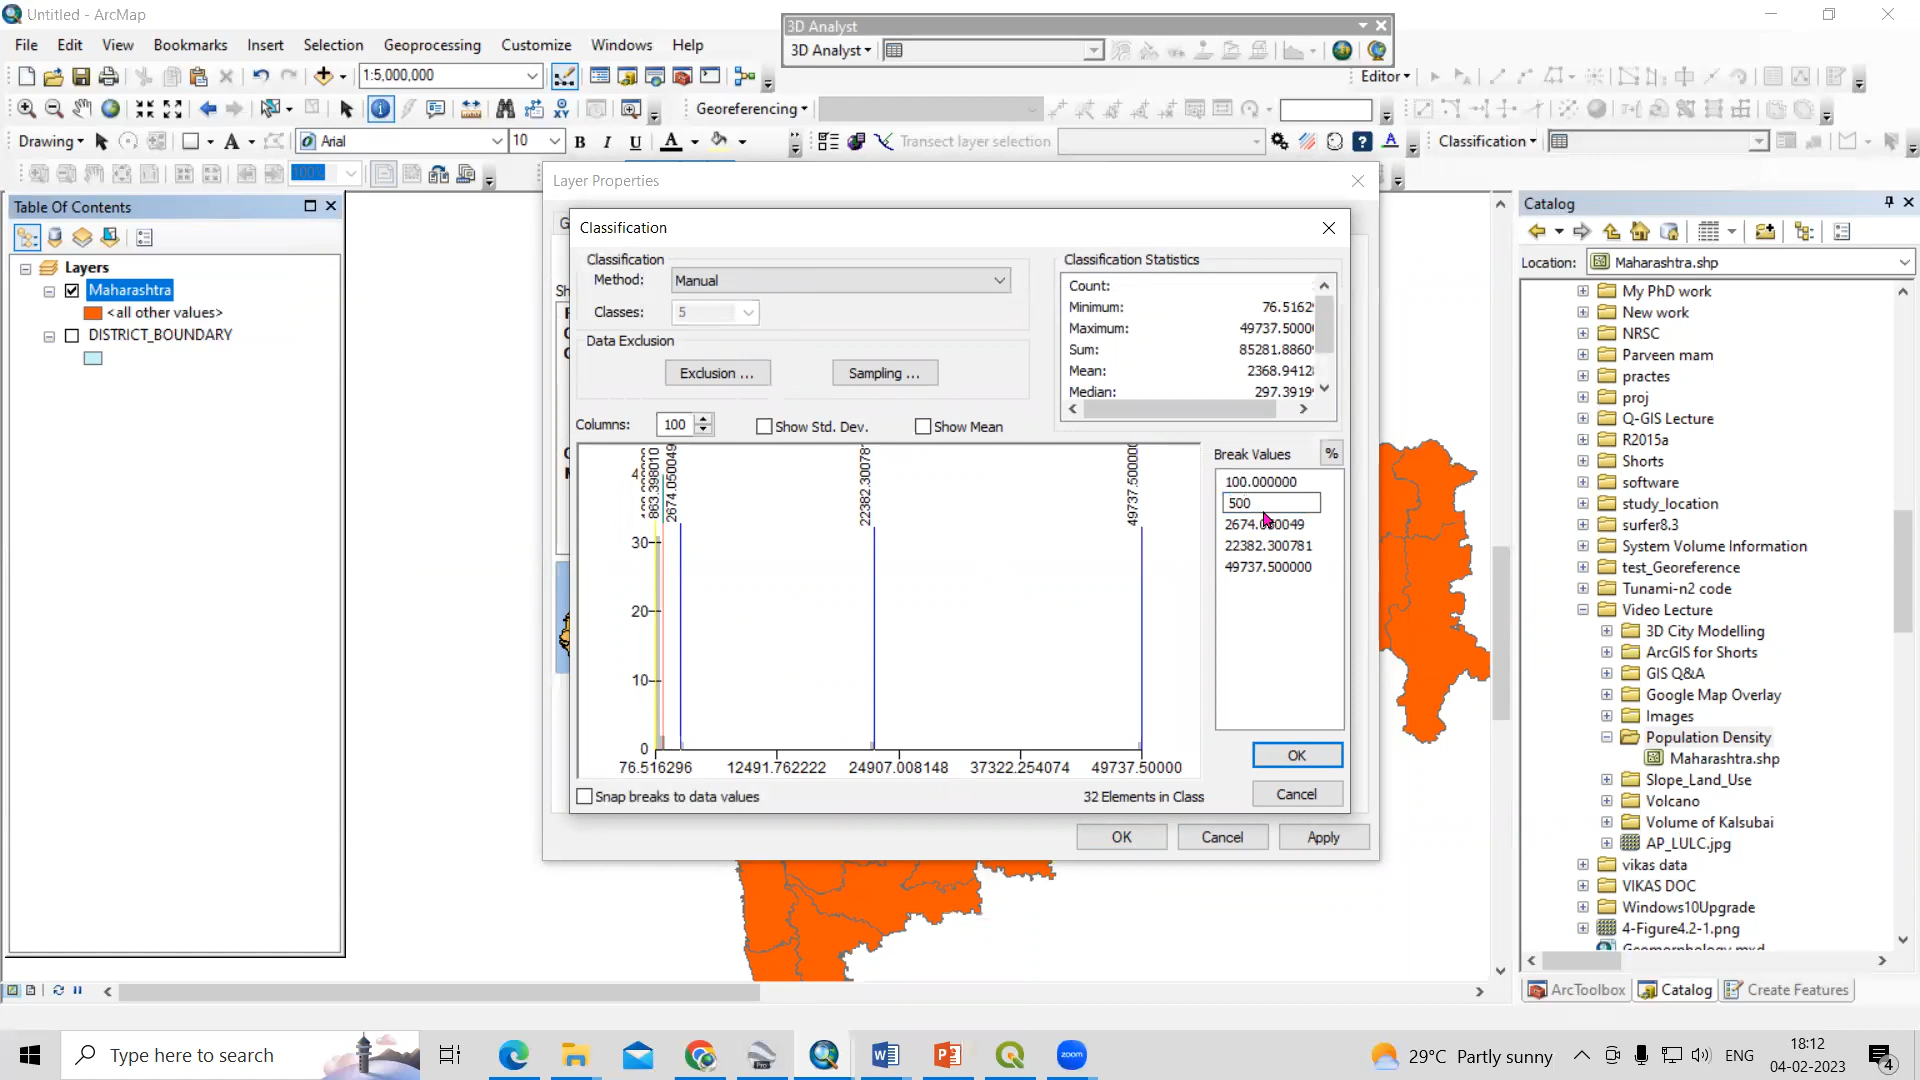 Untitled - ArcMap
3D Analyst
File Edit View Bookmarks Insert Selection Geoprocessing Customize Windows Help
3D Analyst
1:5,000,000
Editor
Georeferencing
Drawing
Arial
10
B I U A
Transect layer selection
Classification
100%
Table Of Contents
Layers
Maharashtra
<all other values>
DISTRICT_BOUNDARY
Layer Properties
Classification
Classification
Method:
Manual
Classes:
5
Data Exclusion
Exclusion ...
Sampling ...
Classification Statistics
Count:
Minimum: 76.5162
Maximum: 49737.5000
Sum: 85281.8860
Mean: 2368.9412
Median: 297.3919
Columns:
100
Show Std. Dev.
Show Mean
Break Values
%
100.000000
500
22382.300781
49737.500000
863.398010
2674.050049
22382.300781
30
20
10
0
76.516296
12491.762222
24907.008148
37322.254074
49737.50000
Snap breaks to data values
32 Elements in Class
OK
Cancel
OK
Cancel
Apply
Catalog
Location:
Maharashtra.shp
My PhD work
New work
NRSC
Parveen mam
practes
proj
Q-GIS Lecture
R2015a
Shorts
software
study_location
surfer8.3
System Volume Information
test_Georeference
Tunami-n2 code
Video Lecture
3D City Modelling
ArcGIS for Shorts
GIS Q&A
Google Map Overlay
Images
Population Density
Maharashtra.shp
Slope_Land_Use
Volcano
Volume of Kalsubai
AP_LULC.jpg
vikas data
VIKAS DOC
Windows10Upgrade
4-Figure4.2-1.png
Geomorphology.mxd
ArcToolbox
Catalog
Create Features
Type here to search
zoom
29°C Partly sunny
ENG
18:12
04-02-2023
4